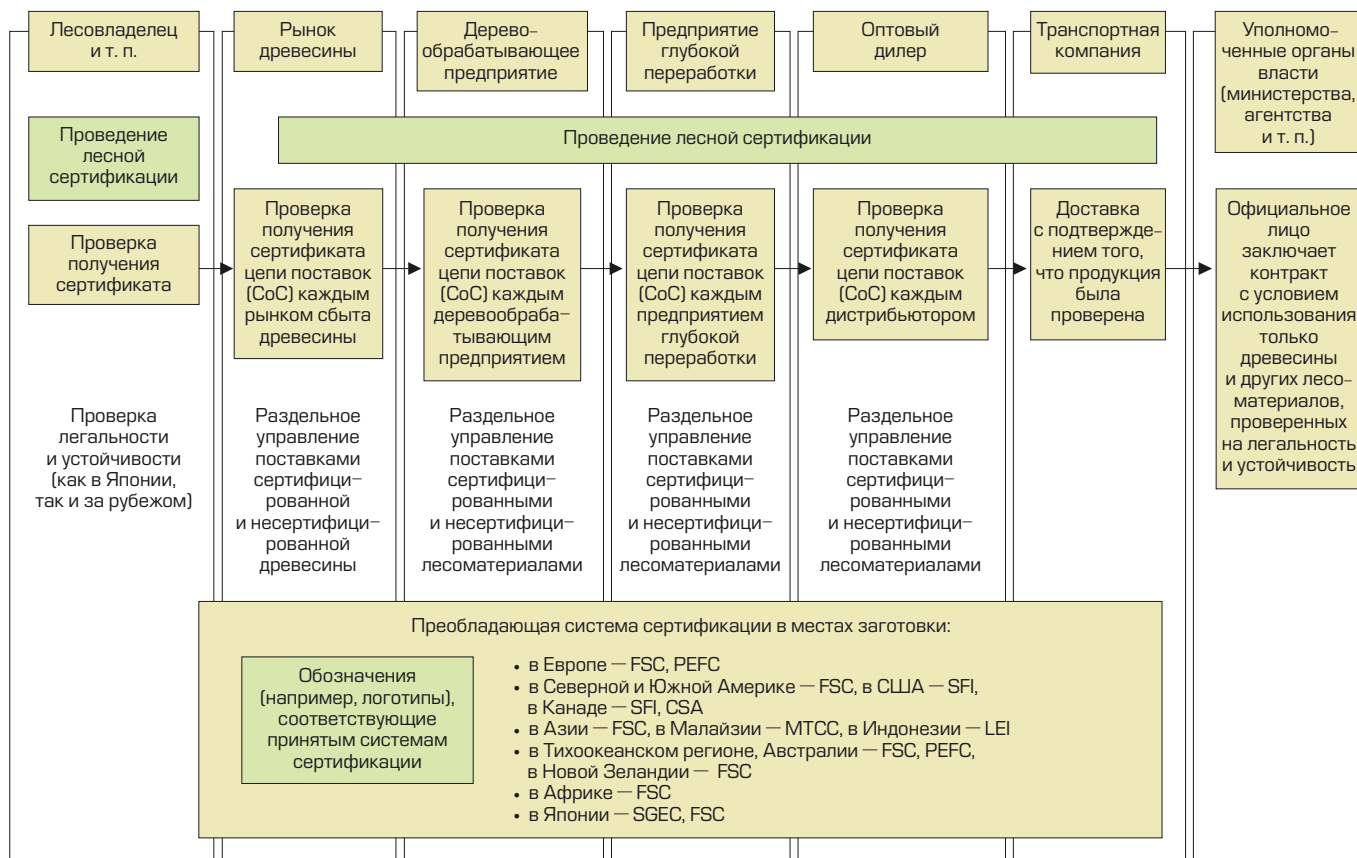 Лесовладелец
и т. п.
Рынок
древесины
Дерево-
обрабатывающее
предприятие
Предприятие
глубокой
переработки
Оптовый
дилер
Транспортная
компания
Уполномо-
ченные органы
власти
(министерства,
агентства
и т. п.)
Проведение
лесной
сертификации
Проведение лесной сертификации
Проверка
получения
сертификата
Проверка
получения
сертификата
цепи поставок
(CoC) каждым
рынком сбыта
древесины
Проверка
получения
сертификата
цепи поставок
(CoC) каждым
деревообраба-
тывающим
предприятием
Проверка
получения
сертификата
цепи поставок
(CoC) каждым
предприятием
глубокой
переработки
Проверка
получения
сертификата
цепи поставок
(CoC) каждым
дистрибьютором
Доставка
с подтвержде-
нием того,
что продукция
была
проверена
Официальное
лицо
заключает
контракт
с условием
использования
только
древесины
и других лесо-
материалов,
проверенных
на легальность
и устойчивость
Проверка
легальности
и устойчивости
(как в Японии,
так и за рубежом)
Раздельное
управление
поставками
сертифици-
рованной
и несертифици-
рованной
древесины
Раздельное
управление
поставками
сертифици-
рованными
и несертифици-
рованными
лесоматериалами
Раздельное
управление
поставками
сертифици-
рованными
и несертифици-
рованными
лесоматериалами
Раздельное
управление
поставками
сертифици-
рованными
и несертифици-
рованными
лесоматериалами
Преобладающая система сертификации в местах заготовки:
Обозначения
(например, логотипы),
соответствующие
принятым системам
сертификации
• в Европе — FSC, PEFC
• в Северной и Южной Америке — FSC, в США — SFI,
в Канаде — SFI, CSA
• в Азии — FSC, в Малайзии — MTCC, в Индонезии — LEI
• в Тихоокеанском регионе, Австралии — FSC, PEFC,
в Новой Зеландии — FSC
• в Африке — FSC
• в Японии — SGEC, FSC